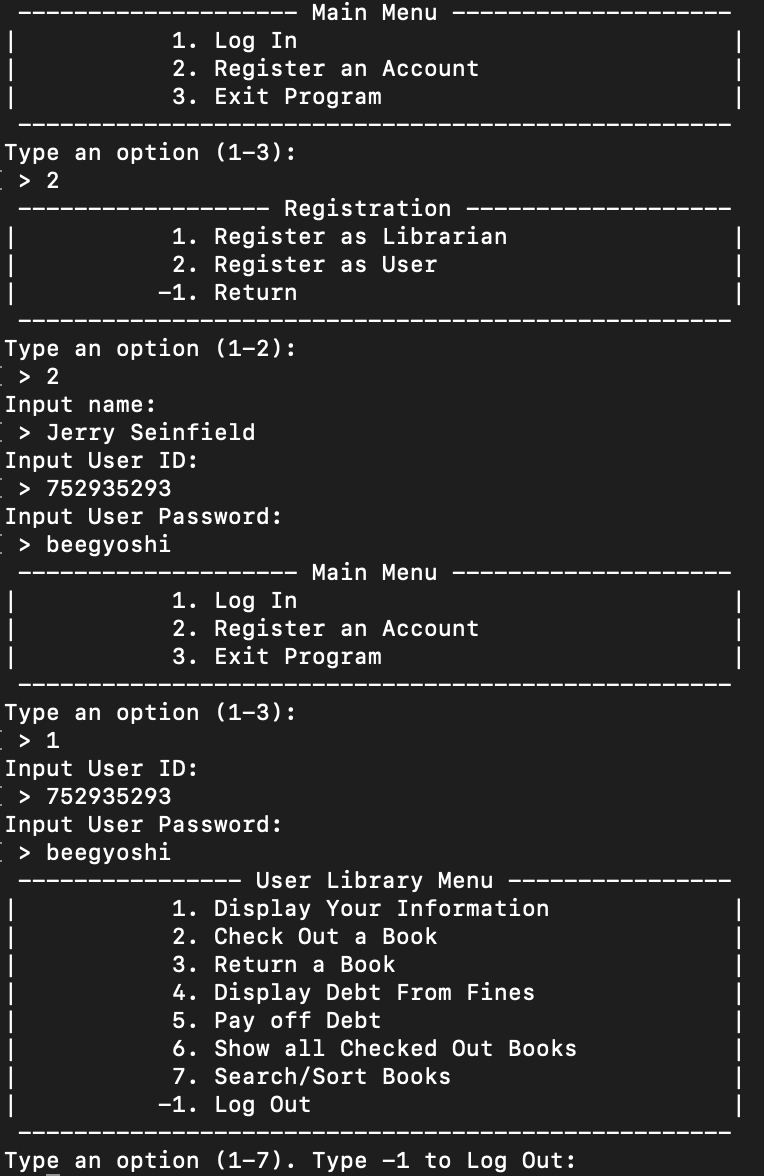 -------------------- Main Menu --------------------
|           1. Log In                               |
|           2. Register an Account                  |
|           3. Exit Program                         |
---------------------------------------------------
Type an option (1-3):
> 2
------------------ Registration -------------------
|           1. Register as Librarian                |
|           2. Register as User                     |
|          -1. Return                               |
---------------------------------------------------
Type an option (1-2):
> 2
Input name:
> Jerry Seinfield
Input User ID:
> 752935293
Input User Password:
> beegyoshi
-------------------- Main Menu --------------------
|           1. Log In                               |
|           2. Register an Account                  |
|           3. Exit Program                         |
---------------------------------------------------
Type an option (1-3):
> 1
Input User ID:
> 752935293
Input User Password:
> beegyoshi
---------------- User Library Menu ----------------
|           1. Display Your Information             |
|           2. Check Out a Book                     |
|           3. Return a Book                        |
|           4. Display Debt From Fines              |
|           5. Pay off Debt                         |
|           6. Show all Checked Out Books           |
|           7. Search/Sort Books                    |
|          -1. Log Out                              |
---------------------------------------------------
Type an option (1-7). Type -1 to Log Out: